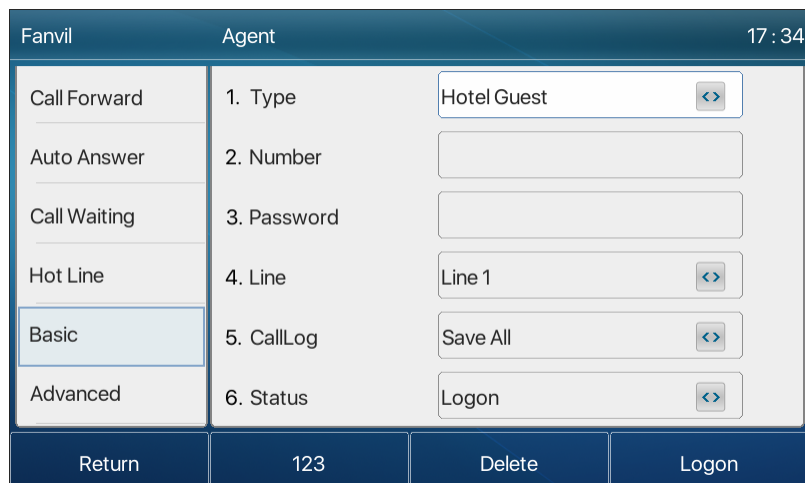 Fanvil Agent 17:34
Call Forward
Auto Answer
Call Waiting
Hot Line
Basic
Advanced
1. Type Hotel Guest <>
2. Number
3. Password
4. Line Line 1 <>
5. CallLog Save All <>
6. Status Logon <>
Return 123 Delete Logon